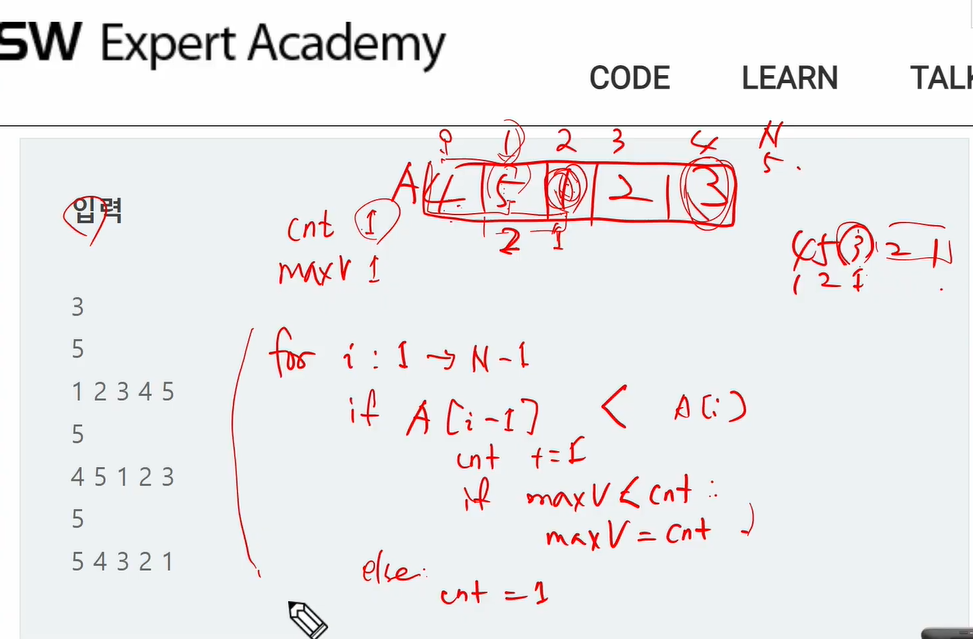 SW Expert Academy
CODE LEARN TALK
0 1 2 3 4 N
5
A 4 5 1 2 3
입력
cnt 1
2 1
maxV 1
4 5 3 2 1
1 2 1
3
5
1 2 3 4 5
5
4 5 1 2 3
5
5 4 3 2 1
for i : 1 → N-1
if A[i-1] < A[i]
cnt += 1
if maxV < cnt :
maxV = cnt
else:
cnt = 1